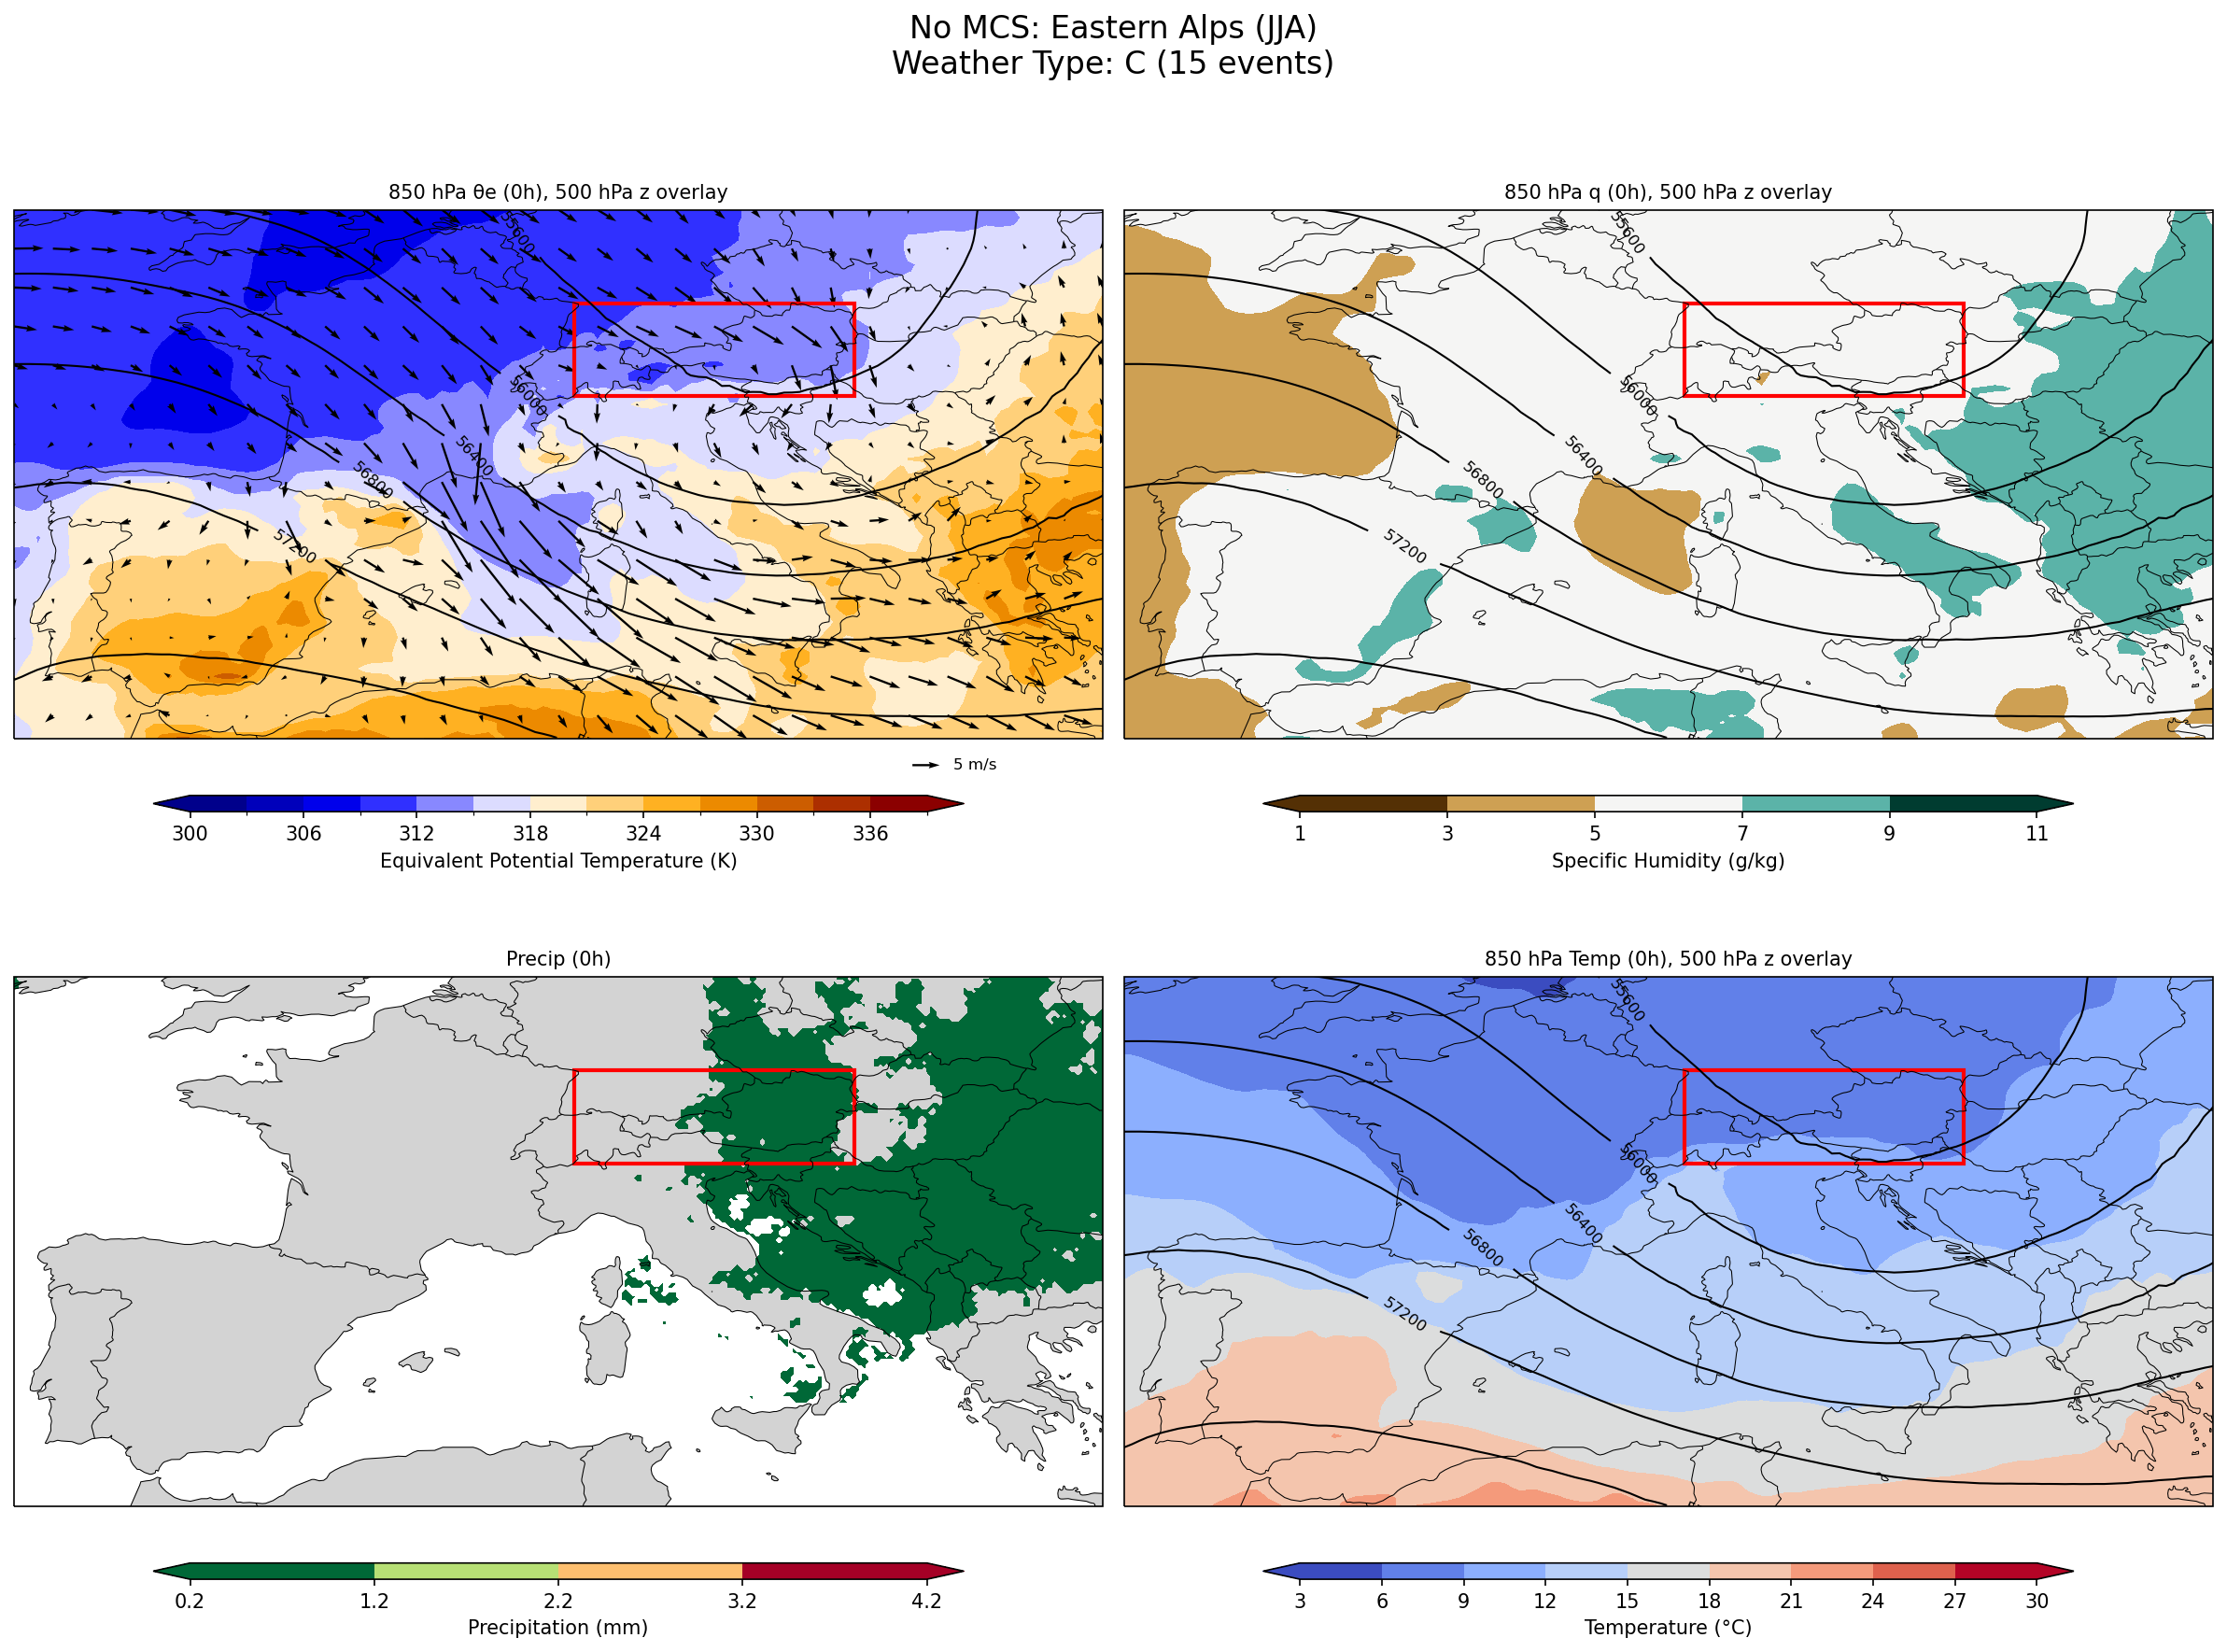 No MCS: Eastern Alps (JJA)
Weather Type: C (15 events)
850 hPa θe (0h), 500 hPa z overlay
55600
56000
56400
56800
57200
5 m/s
300 306 312 318 324 330 336
Equivalent Potential Temperature (K)
850 hPa q (0h), 500 hPa z overlay
55600
56000
56400
56800
57200
1 3 5 7 9 11
Specific Humidity (g/kg)
Precip (0h)
0.2 1.2 2.2 3.2 4.2
Precipitation (mm)
850 hPa Temp (0h), 500 hPa z overlay
55600
56000
56400
56800
57200
3 6 9 12 15 18 21 24 27 30
Temperature (°C)